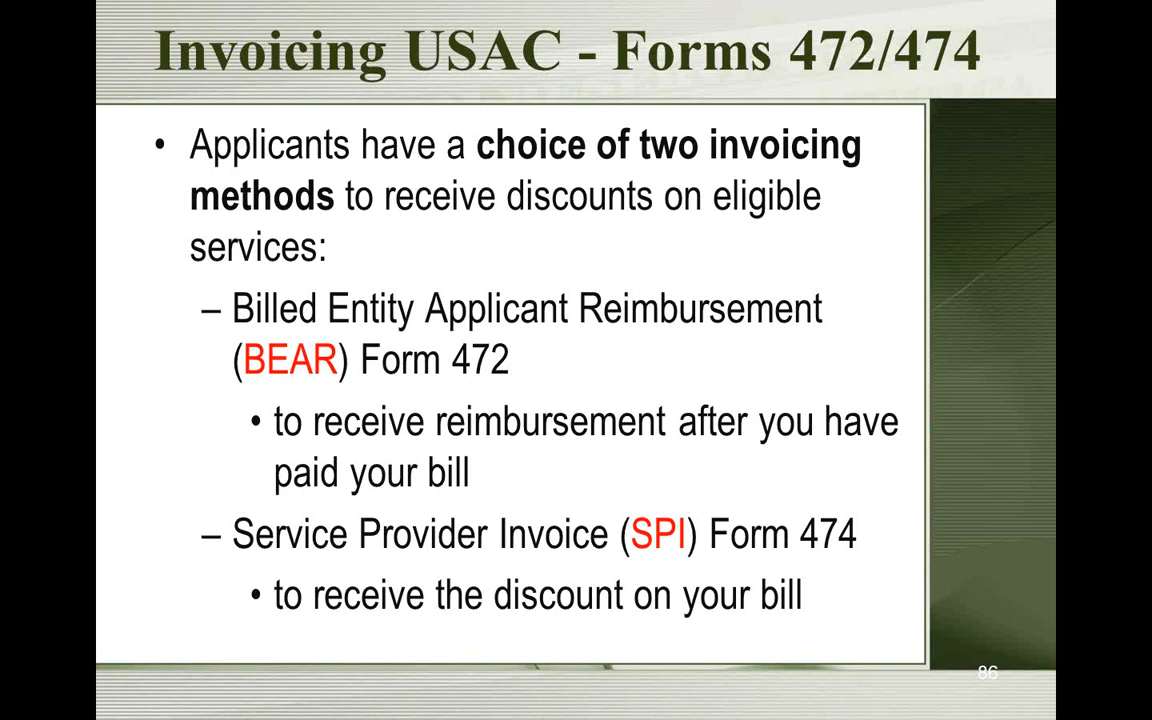 Invoicing USAC - Forms 472/474
• Applicants have a choice of two invoicing
methods to receive discounts on eligible
services:
– Billed Entity Applicant Reimbursement
(BEAR) Form 472
• to receive reimbursement after you have
paid your bill
– Service Provider Invoice (SPI) Form 474
• to receive the discount on your bill
86